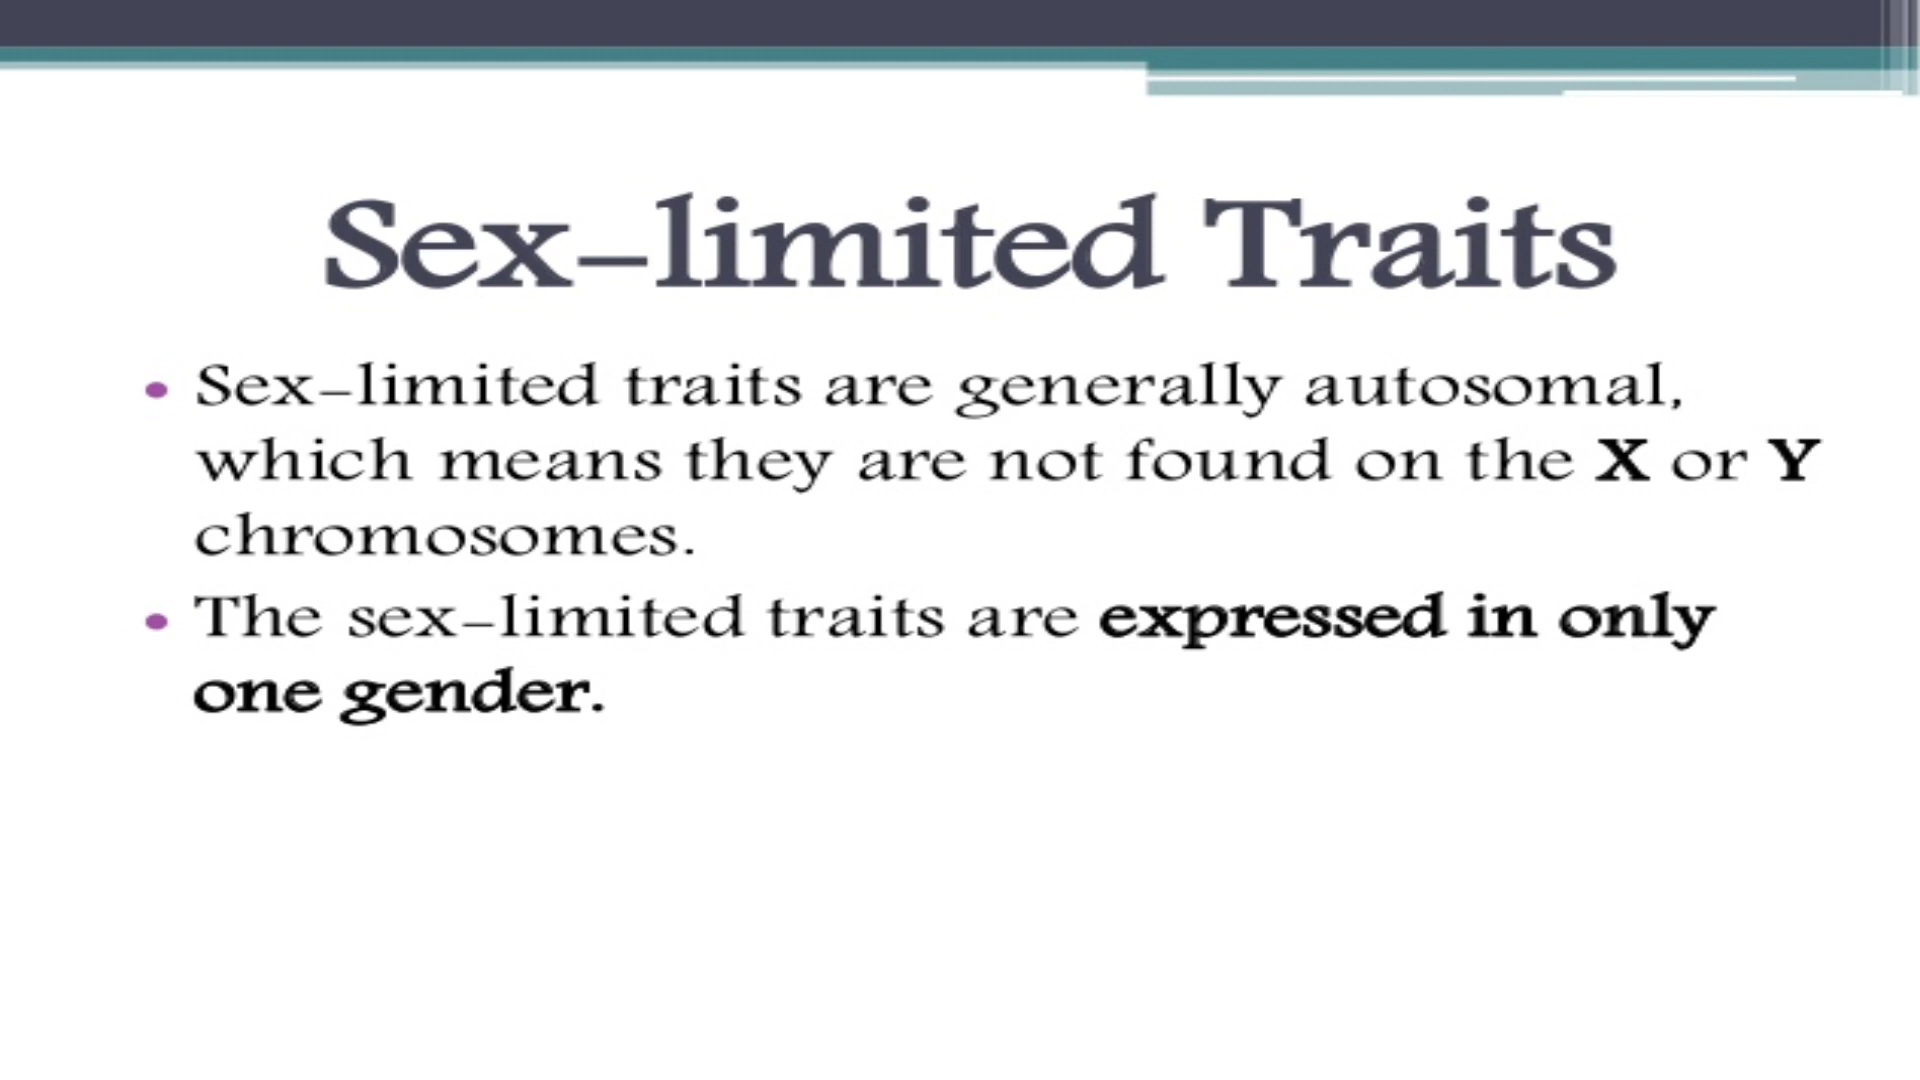 Sex-limited Traits
• Sex-limited traits are generally autosomal,
which means they are not found on the X or Y
chromosomes.
• The sex-limited traits are expressed in only
one gender.